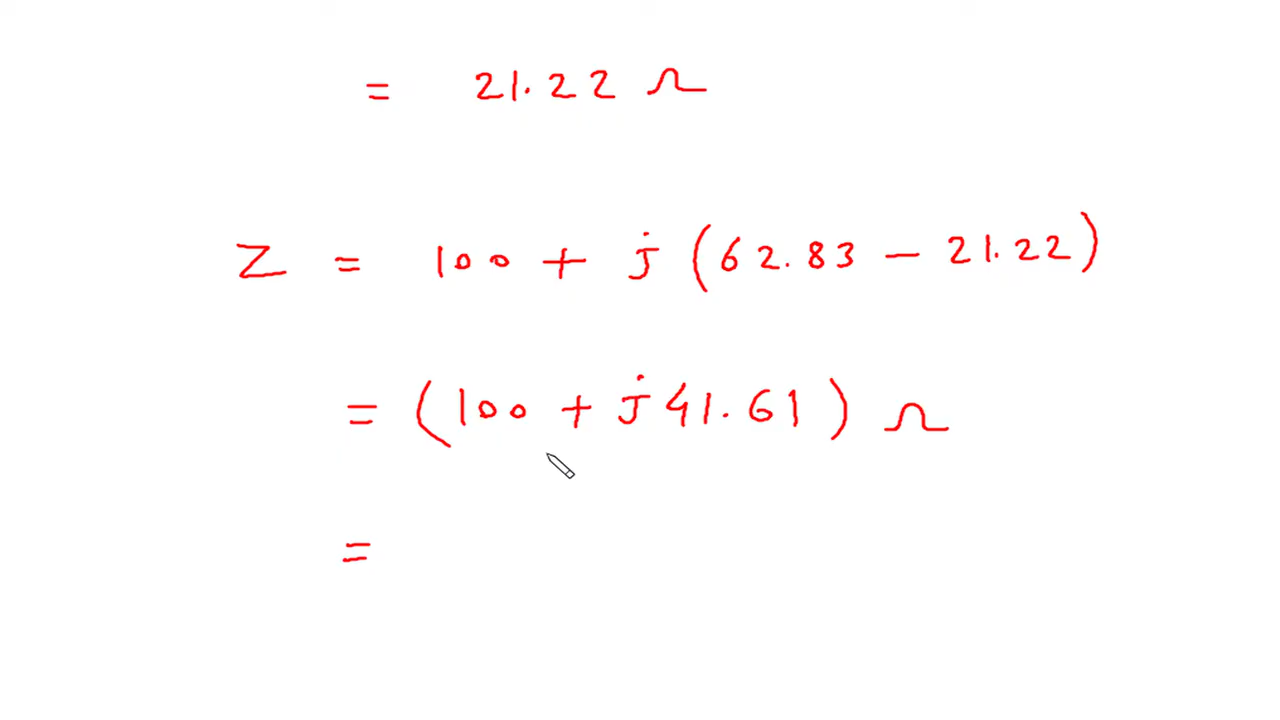 = 21.22 Ω
Z = 100 + j (62.83 - 21.22)
= (100 + j41.61) Ω
=